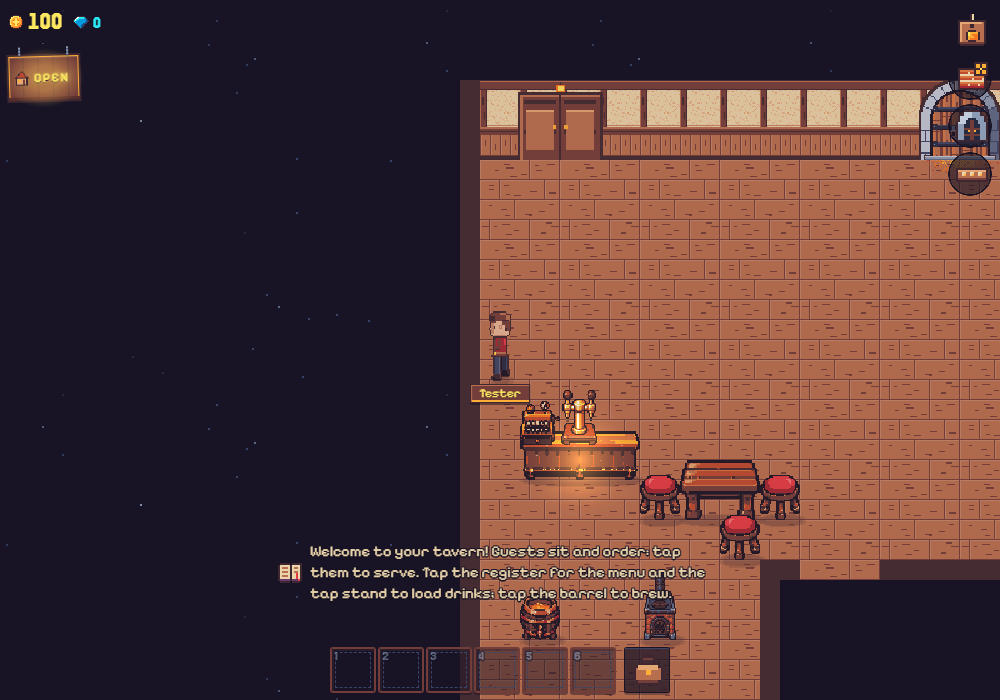 100
0
OPEN
Tester
Welcome to your tavern! Guests sit and order: tap
them to serve. Tap the register for the menu and the
tap stand to load drinks; tap the barrel to brew.
1 2 3 4 5 6